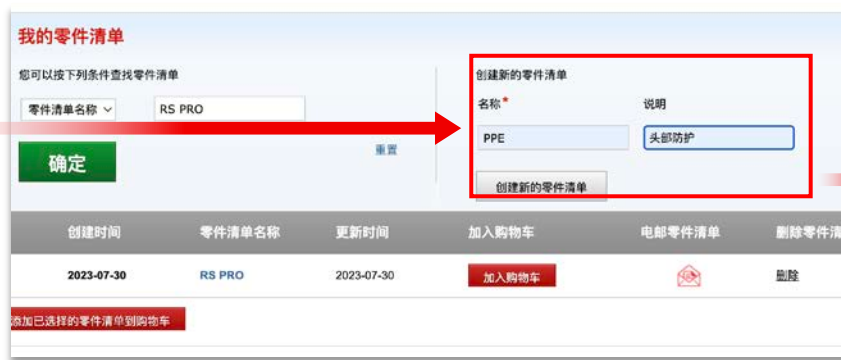 我的零件清单
您可以按下列条件查找零件清单
零件清单名称
RS PRO
确定
重置
创建新的零件清单
名称*
说明
PPE
头部防护
创建新的零件清单
创建时间 零件清单名称 更新时间 加入购物车 电邮零件清单 删除零件清
2023-07-30 RS PRO 2023-07-30 加入购物车 删除
添加已选择的零件清单到购物车